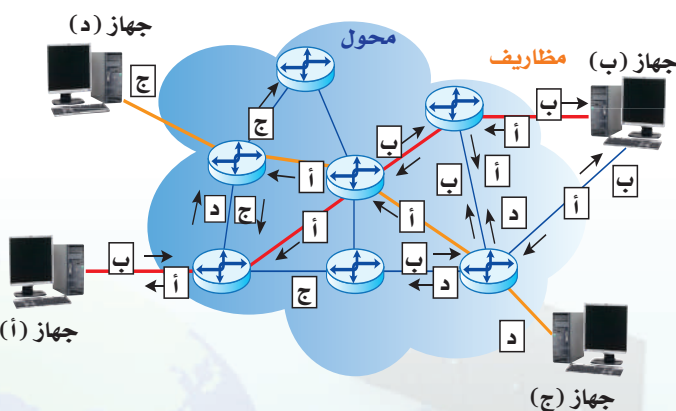 جهاز (د)
محول
مظاريف
جهاز (ب)
ج
ب
ج
ب
أ
ب
أ
أ
ب
أ
ب
د
ج
د
أ
أ
ب
ب
أ
ج
د
د
جهاز (أ)
جهاز (ج)